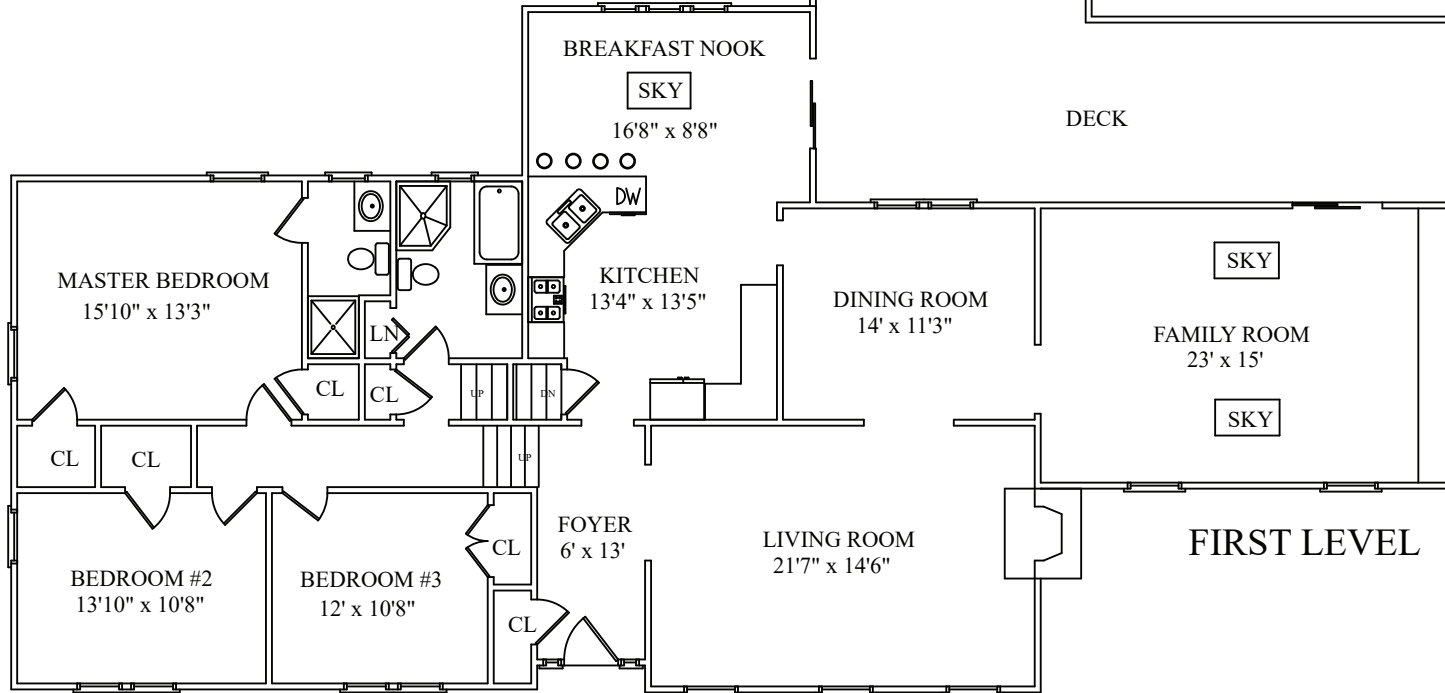 BREAKFAST NOOK
SKY
16'8" x 8'8"
DECK
DW
MASTER BEDROOM
15'10" x 13'3"
KITCHEN
13'4" x 13'5"
LN
DINING ROOM
14' x 11'3"
SKY
FAMILY ROOM
23' x 15'
SKY
CL
CL
UP
DN
CL
CL
UP
FOYER
6' x 13'
LIVING ROOM
21'7" x 14'6"
FIRST LEVEL
BEDROOM #2
13'10" x 10'8"
BEDROOM #3
12' x 10'8"
CL
CL